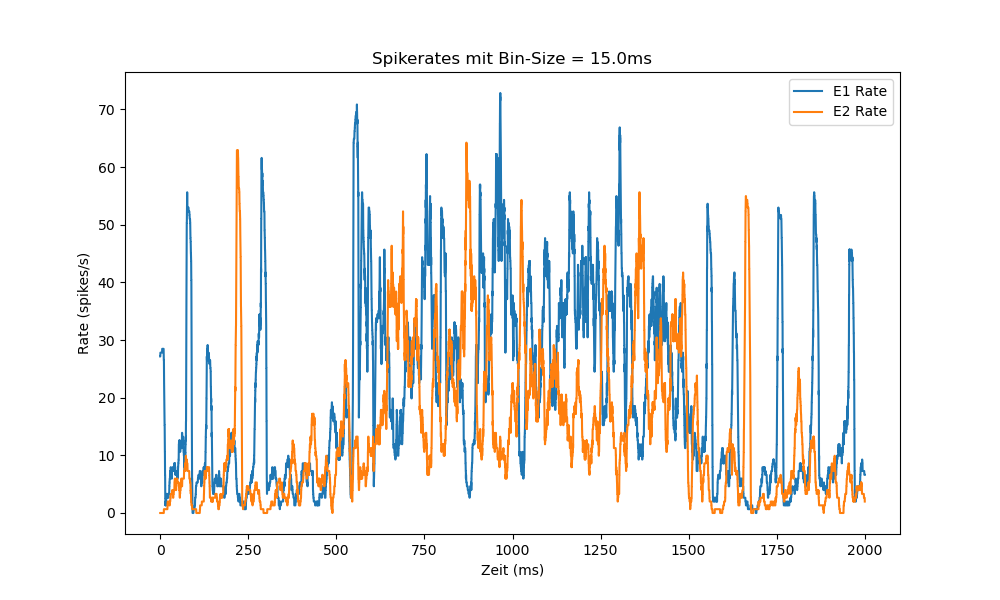 Spikerates mit Bin-Size = 15.0ms
E1 Rate
E2 Rate
70
60
50
40
30
20
10
0
Rate (spikes/s)
0 250 500 750 1000 1250 1500 1750 2000
Zeit (ms)